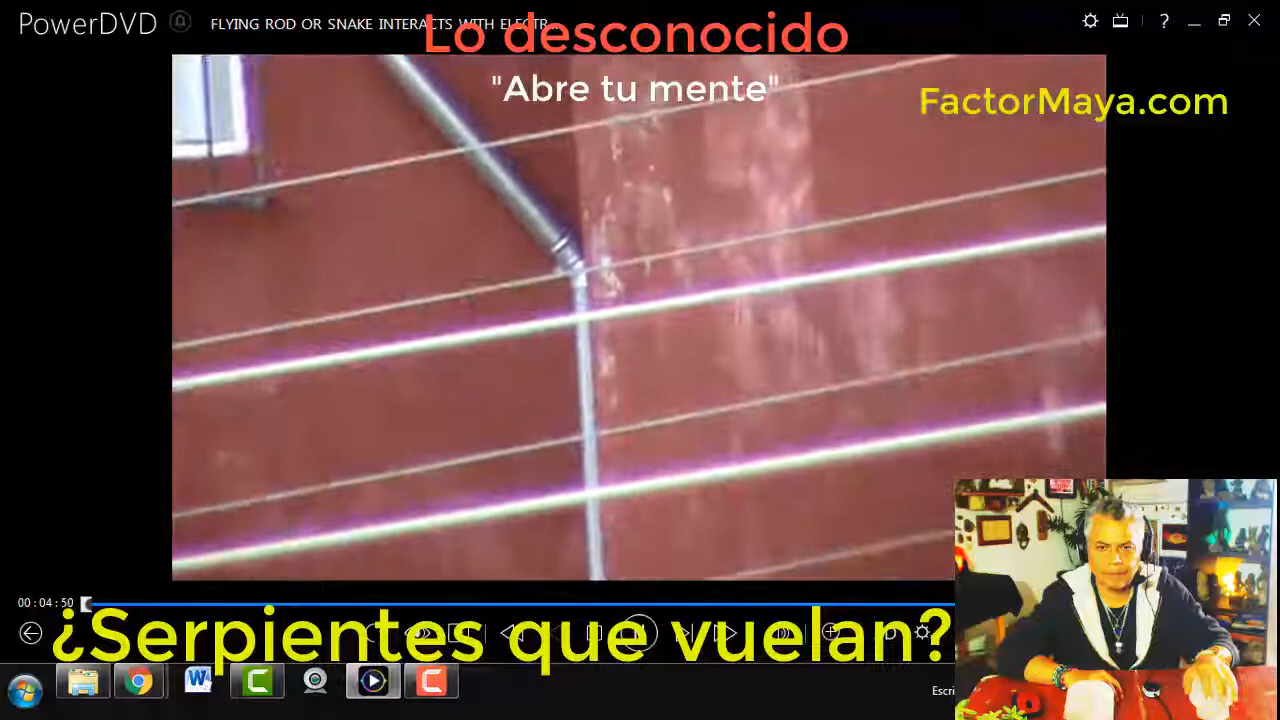 PowerDVD
FLYING ROD OR SNAKE INTERACTS WITH ELECTR
Lo desconocido
"Abre tu mente"
FactorMaya.com
00:04:50
¿Serpientes que vuelan?
Escri